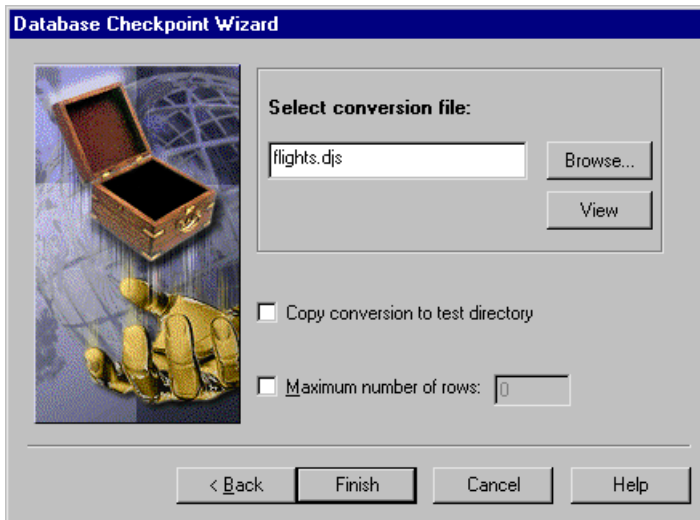 Database Checkpoint Wizard
Select conversion file:
flights.djs
Browse...
View
Copy conversion to test directory
Maximum number of rows: 0
< Back Finish Cancel Help